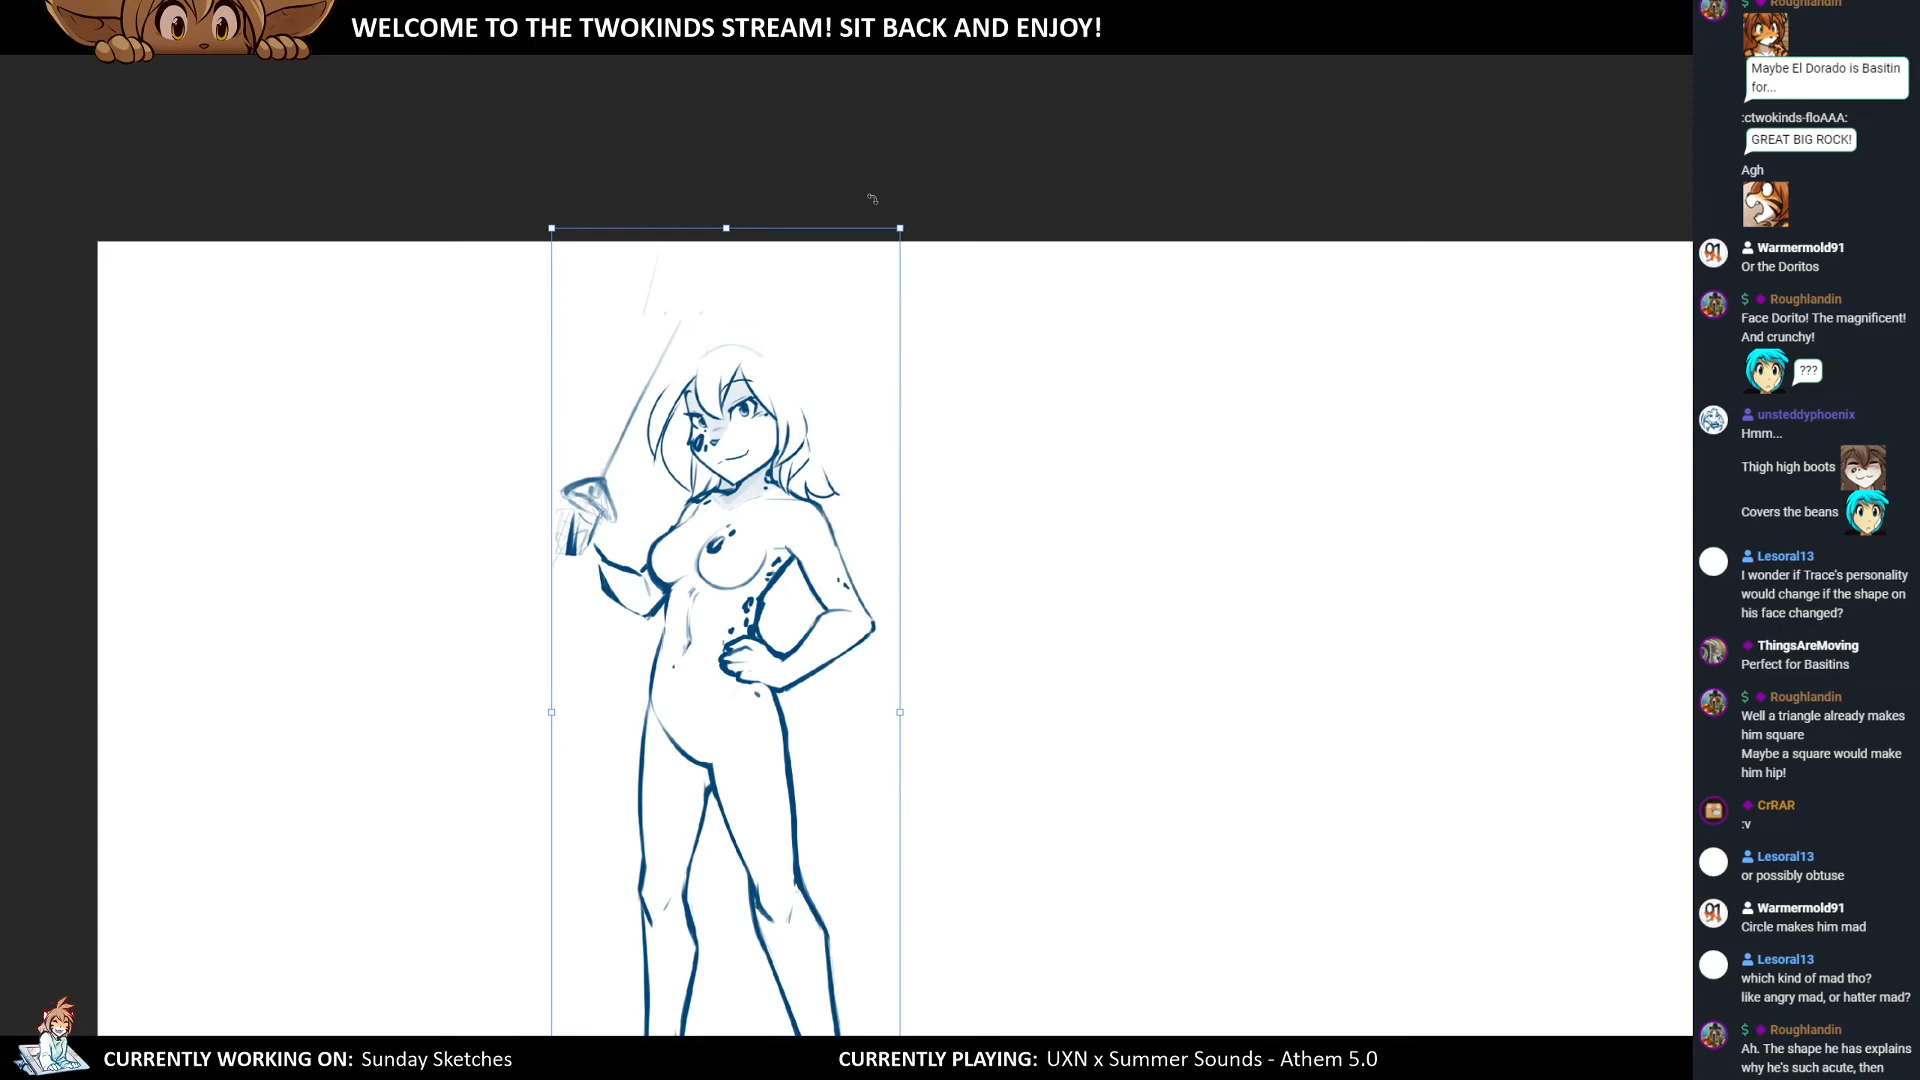 WELCOME TO THE TWOKINDS STREAM! SIT BACK AND ENJOY!
Roughlandin
Maybe El Dorado is Basitin
for...
:ctwokinds-floAAA:
GREAT BIG ROCK!
Agh
Warmermold91
Or the Doritos
$ Roughlandin
Face Dorito! The magnificent!
And crunchy!
???
unsteddyphoenix
Hmm...
Thigh high boots
Covers the beans
Lesoral13
I wonder if Trace's personality
would change if the shape on
his face changed?
ThingsAreMoving
Perfect for Basitins
$ Roughlandin
Well a triangle already makes
him square
Maybe a square would make
him hip!
CrRAR
:v
Lesoral13
or possibly obtuse
Warmermold91
Circle makes him mad
Lesoral13
which kind of mad tho?
like angry mad, or hatter mad?
$ Roughlandin
Ah. The shape he has explains
why he's such acute, then
CURRENTLY WORKING ON: Sunday Sketches
CURRENTLY PLAYING: UXN x Summer Sounds - Athem 5.0